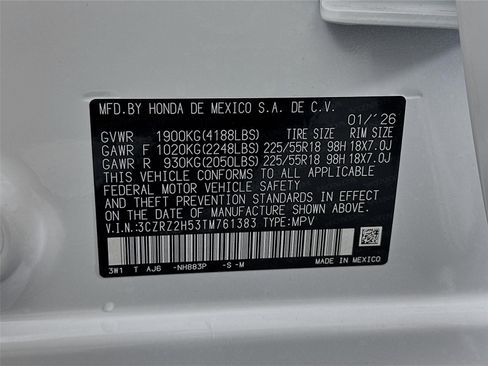 MFD.BY HONDA DE MEXICO S.A. DE C.V.
01/'26
GVWR 1900KG(4188LBS) TIRE SIZE RIM SIZE
GAWR F 1020KG(2248LBS) 225/55R18 98H 18X7.0J
GAWR R 930KG(2050LBS) 225/55R18 98H 18X7.0J
THIS VEHICLE CONFORMS TO ALL APPLICABLE
FEDERAL MOTOR VEHICLE SAFETY
AND THEFT PREVENTION STANDARDS IN EFFECT
ON THE DATE OF MANUFACTURE SHOWN ABOVE.
V.I.N.:3CZRZ2H53TM761383 TYPE:MPV
3W1 T AJ6 -NH883P -S -M MADE IN MEXICO